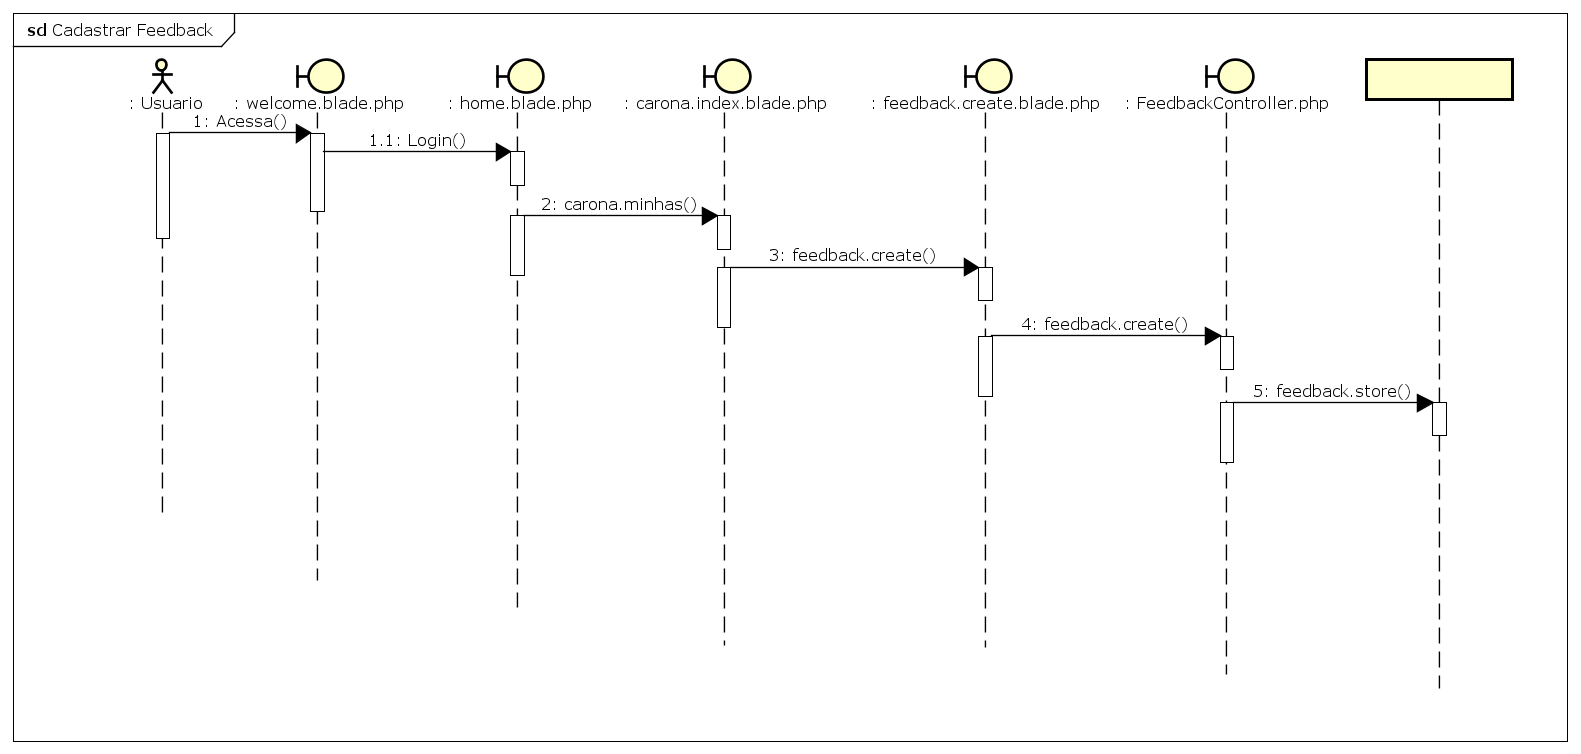 sd Cadastrar Feedback
: Usuario
: welcome.blade.php
: home.blade.php
: carona.index.blade.php
: feedback.create.blade.php
: FeedbackController.php
1: Acessa()
1.1: Login()
2: carona.minhas()
3: feedback.create()
4: feedback.create()
5: feedback.store()